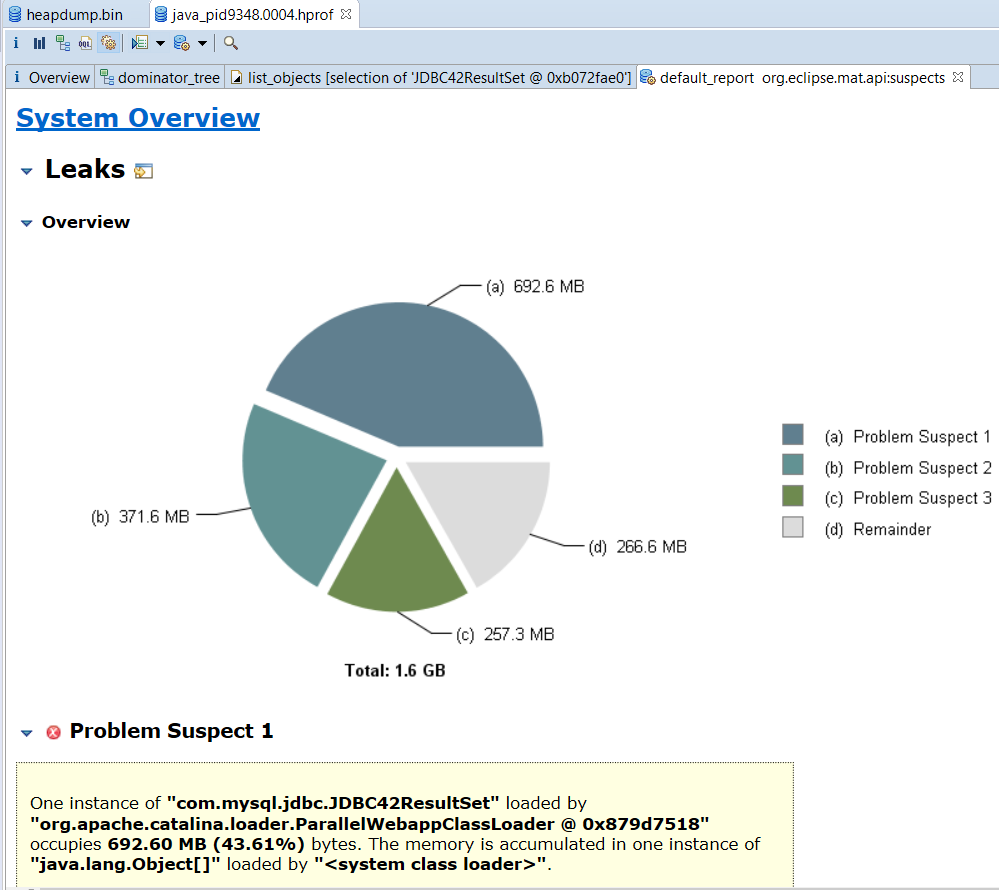 heapdump.bin
java_pid9348.0004.hprof
i
OQL
i Overview
dominator_tree
list_objects [selection of 'JDBC42ResultSet @ 0xb072fae0']
default_report org.eclipse.mat.api:suspects
System Overview
Leaks
Overview
(a) 692.6 MB
(b) 371.6 MB
(d) 266.6 MB
(c) 257.3 MB
Total: 1.6 GB
(a) Problem Suspect 1
(b) Problem Suspect 2
(c) Problem Suspect 3
(d) Remainder
Problem Suspect 1
One instance of "com.mysql.jdbc.JDBC42ResultSet" loaded by
"org.apache.catalina.loader.ParallelWebappClassLoader @ 0x879d7518"
occupies 692.60 MB (43.61%) bytes. The memory is accumulated in one instance of
"java.lang.Object[]" loaded by "<system class loader>".